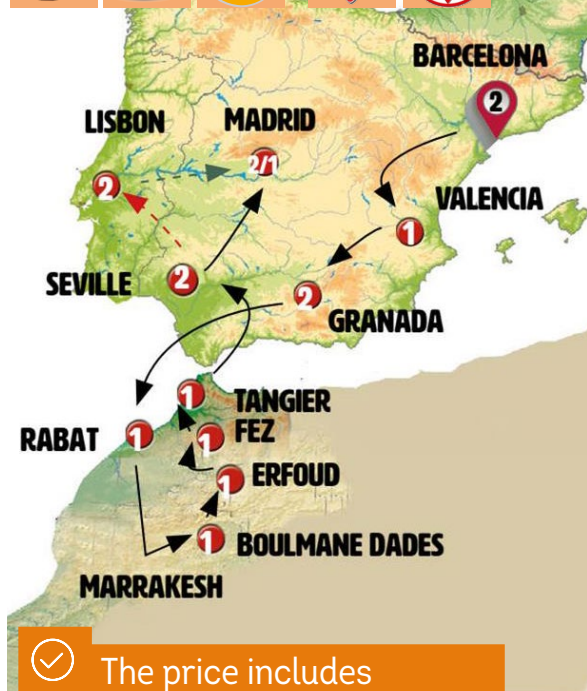 BARCELONA
2
LISBON
MADRID
2/1
2
VALENCIA
1
SEVILLE
2
2
GRANADA
1
TANGIER
RABAT
1
1
FEZ
1
ERFOUD
1
BOULMANE DADES
MARRAKESH
The price includes